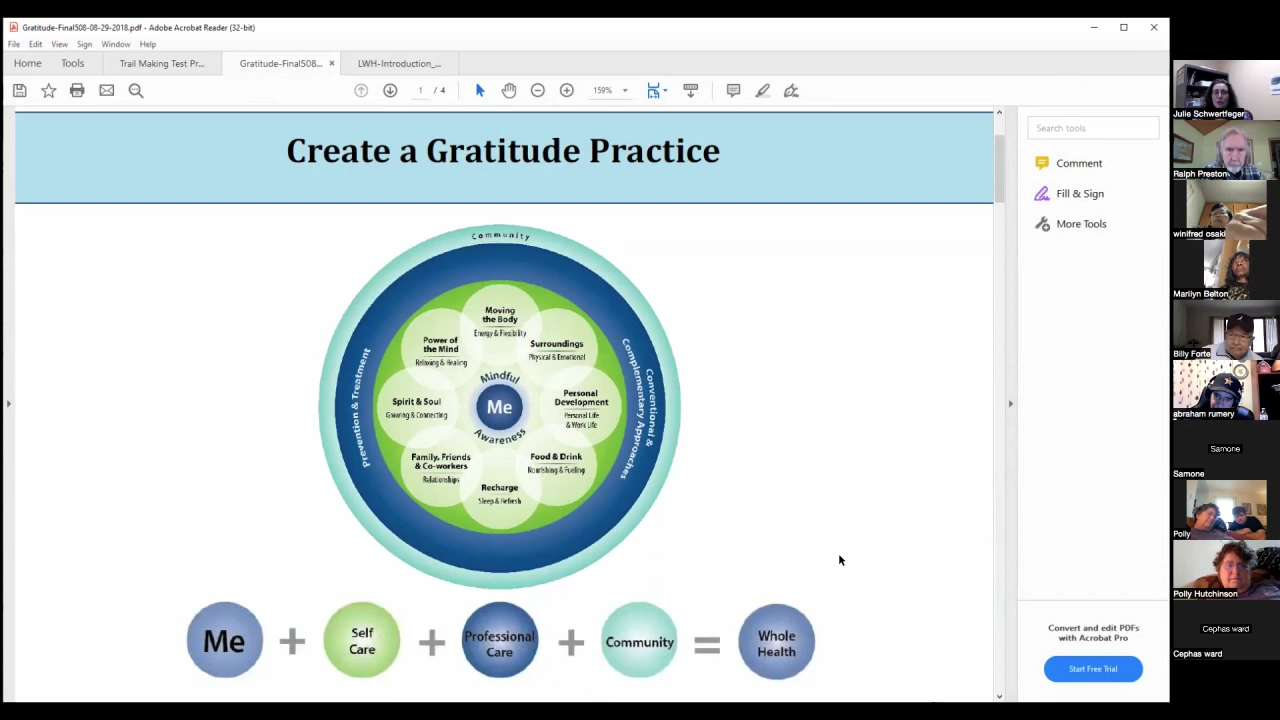 Gratitude-Final508-08-29-2018.pdf - Adobe Acrobat Reader (32-bit)
File Edit View Sign Window Help
Home Tools Trail Making Test Pr... Gratitude-Final508... × LWH-Introduction_...
1 / 4 159%
Create a Gratitude Practice
Community
Prevention & Treatment
Conventional &
Complementary Approaches
Moving
the Body
Energy & Flexibility
Surroundings
Physical & Emotional
Personal
Development
Personal Life
& Work Life
Food & Drink
Nourishing & Fueling
Recharge
Sleep & Refresh
Family, Friends
& Co-workers
Relationships
Spirit & Soul
Growing & Connecting
Power of
the Mind
Relaxing & Healing
Mindful
Me
Awareness
Me + Self
Care + Professional
Care + Community = Whole
Health
Search tools
Comment
Fill & Sign
More Tools
Convert and edit PDFs
with Acrobat Pro
Start Free Trial
Julie Schwertfeger
Ralph Preston
winifred osaki
Marilyn Belton
Billy Forte
abraham rumery
Samone
Samone
Polly
Polly Hutchinson
Cephas ward
Cephas ward